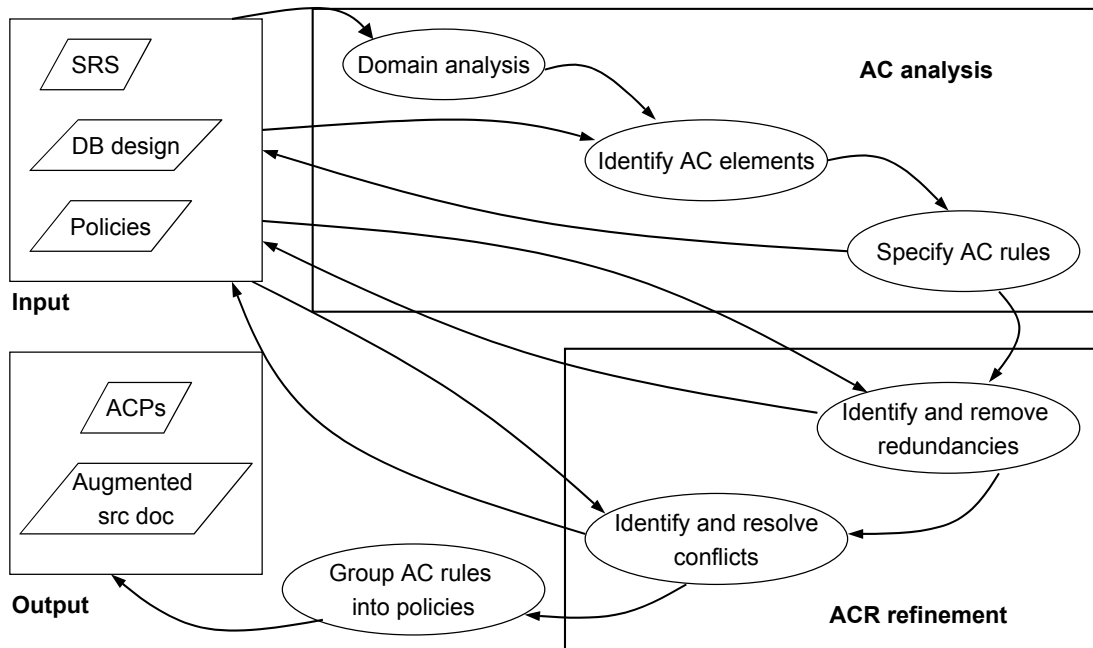 SRS
DB design
Policies
Input
Domain analysis
AC analysis
Identify AC elements
Specify AC rules
ACPs
Augmented
src doc
Output
Identify and remove
redundancies
Identify and resolve
conflicts
Group AC rules
into policies
ACR refinement